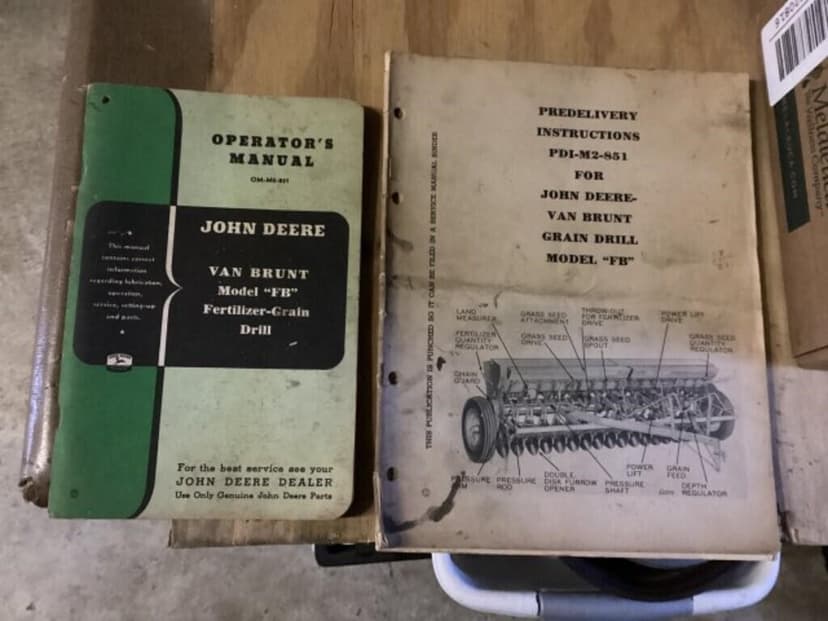 OPERATOR'S
MANUAL
JOHN DEERE
VAN BRUNT
Model "FB"
Fertilizer-Grain
Drill
This manual
contains correct
information
regarding lubrication,
operation,
service, setting-up
and parts.
For the best service see your
JOHN DEERE DEALER
Use Only Genuine John Deere Parts
PREDELIVERY
INSTRUCTIONS
PDI-M2-851
FOR
JOHN DEERE-
VAN BRUNT
GRAIN DRILL
MODEL "FB"
THIS PUBLICATION IS PUNCHED SO IT CAN BE FILED IN A SERVICE MANUAL BINDER
LAND
MEASURER
GRASS SEED
ATTACHMENT
THROW-OUT
FOR FERTILIZER
DRIVE
POWER LIFT
DRIVE
FERTILIZER
QUANTITY
REGULATOR
GRASS SEED
DRIVE
GRASS SEED
SPOUT
GRASS SEED
QUANTITY
REGULATOR
CHAIN
GUARD
PRESSURE
ARM
PRESSURE
ROD
DOUBLE
DISK FURROW
OPENER
PRESSURE
SHAFT
POWER
LIFT
GRAIN
FEED
DEPTH
REGULATOR